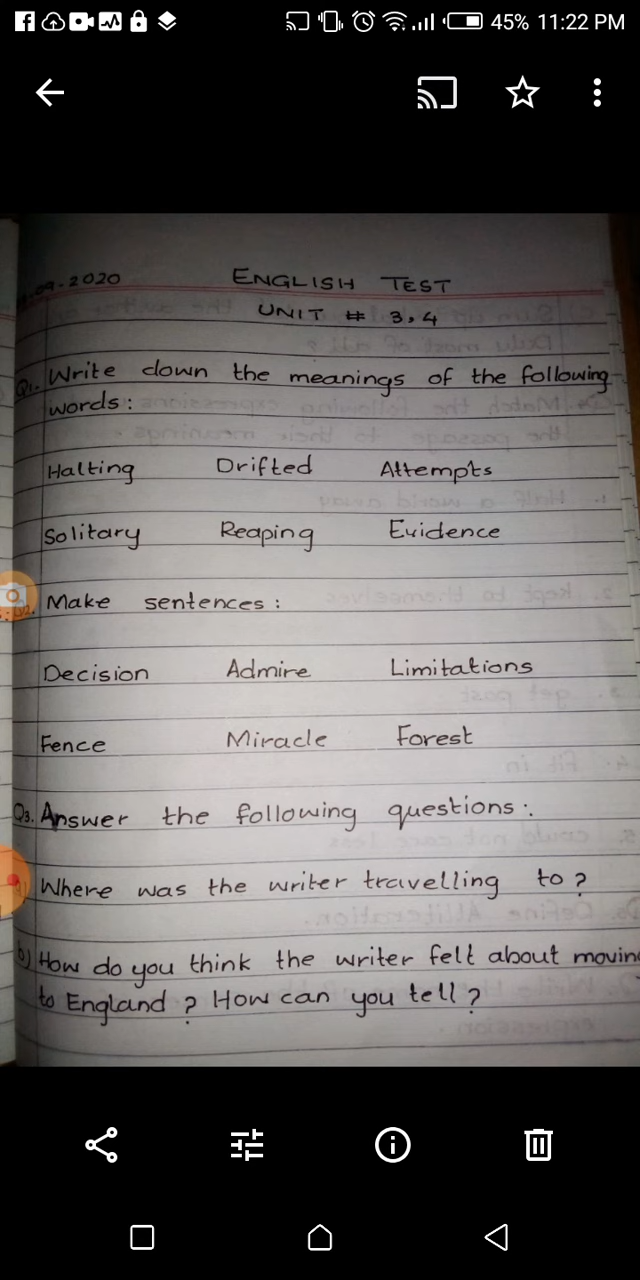 45% 11:22 PM
09-2020 ENGLISH TEST
UNIT # 3,4
Q1. Write down the meanings of the following
words:
Halting Drifted Attempts
Solitary Reaping Evidence
Make sentences:
Decision Admire Limitations
Fence Miracle Forest
Q3. Answer the following questions:.
Where was the writer travelling to?
b) How do you think the writer felt about movin
to England? How can you tell?